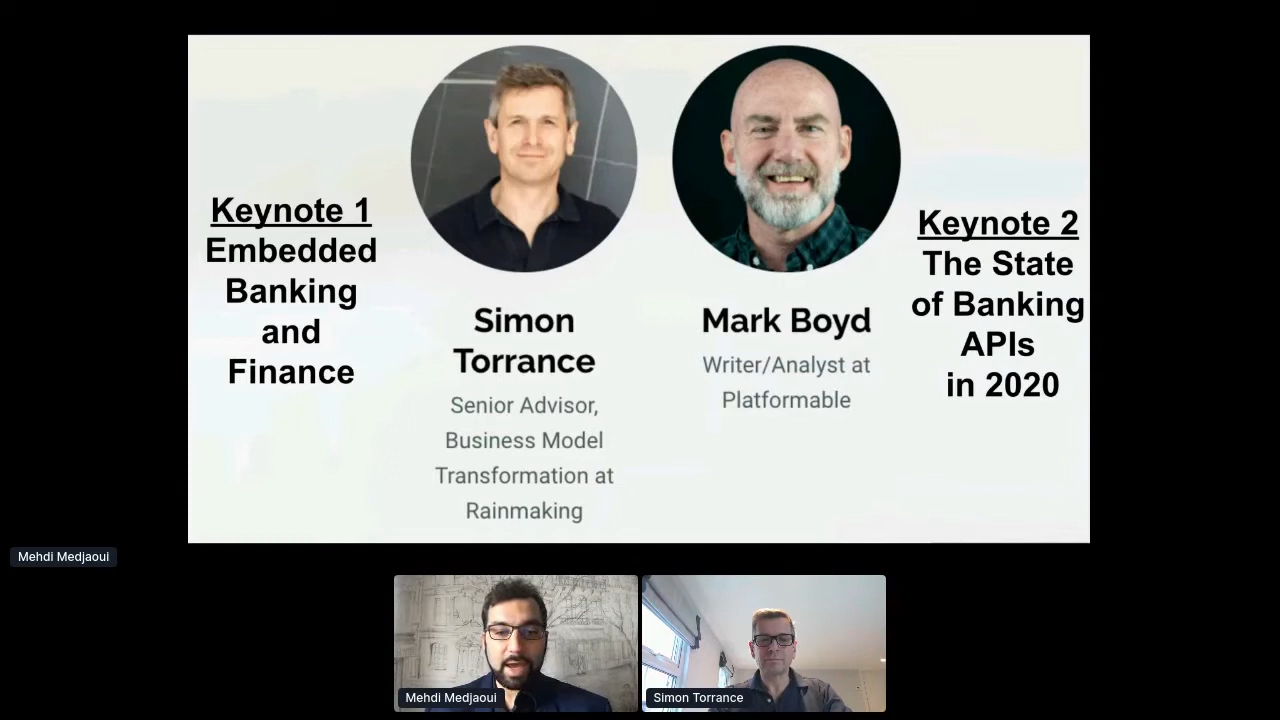 Keynote 1
Embedded
Banking
and
Finance
Simon
Torrance
Senior Advisor,
Business Model
Transformation at
Rainmaking
Mark Boyd
Writer/Analyst at
Platformable
Keynote 2
The State
of Banking
APIs
in 2020
Mehdi Medjaoui
Mehdi Medjaoui
Simon Torrance